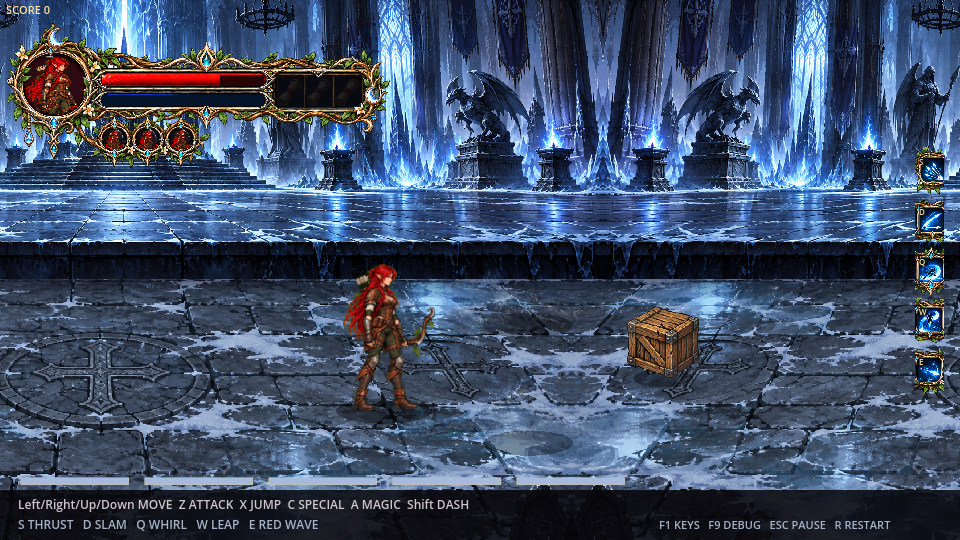 SCORE 0
D
Q
W
E
Left/Right/Up/Down MOVE  Z ATTACK  X JUMP  C SPECIAL  A MAGIC  Shift DASH
S THRUST  D SLAM  Q WHIRL  W LEAP  E RED WAVE
F1 KEYS  F9 DEBUG  ESC PAUSE  R RESTART